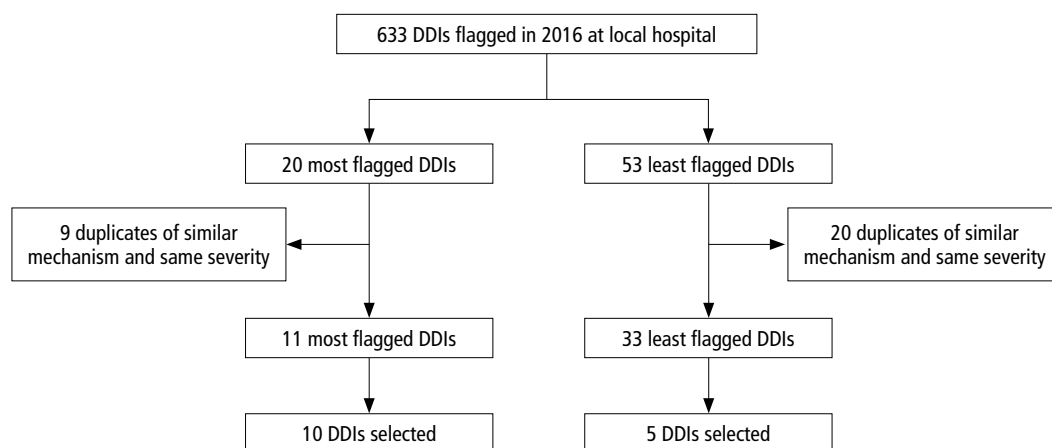 633 DDIs flagged in 2016 at local hospital
20 most flagged DDIs
53 least flagged DDIs
9 duplicates of similar
mechanism and same severity
20 duplicates of similar
mechanism and same severity
11 most flagged DDIs
33 least flagged DDIs
10 DDIs selected
5 DDIs selected